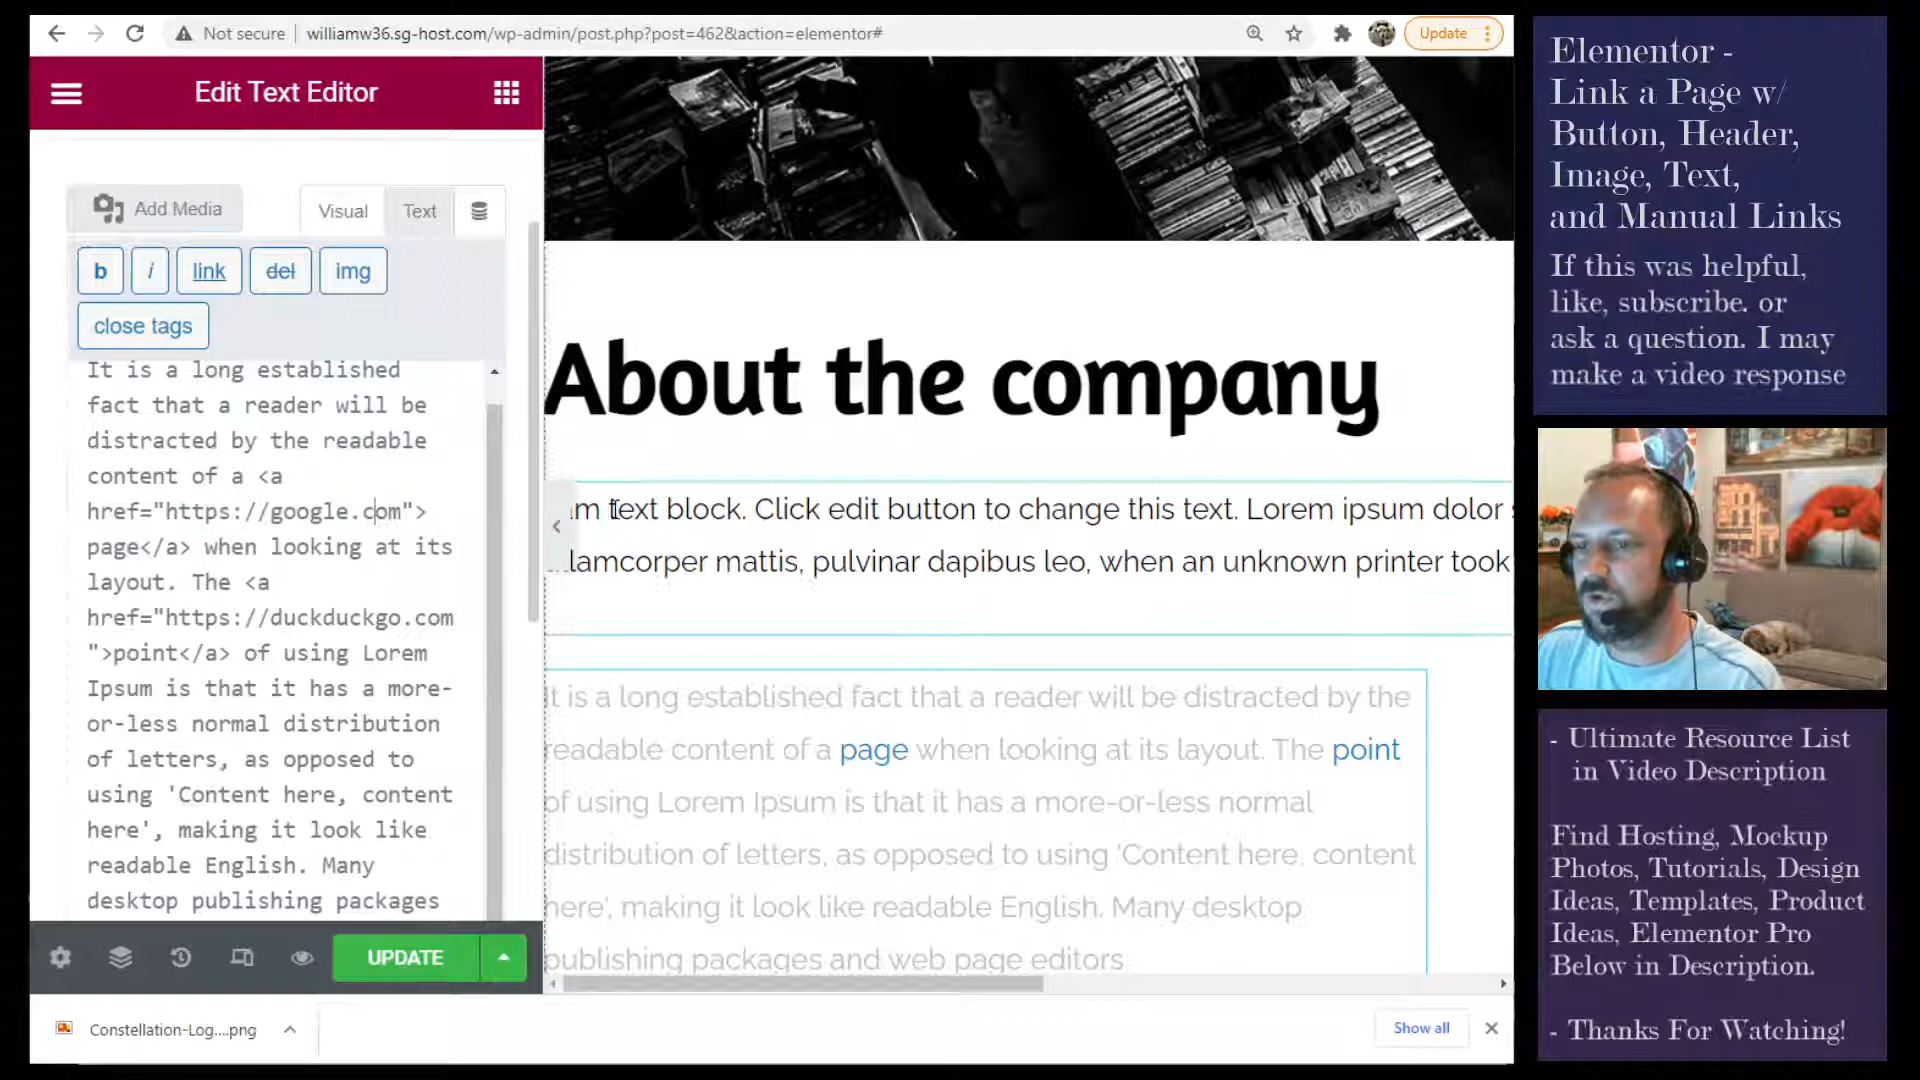 Not secure
williamw36.sg-host.com/wp-admin/post.php?post=462&action=elementor#
Update
Edit Text Editor
Add Media
Visual
Text
b
i
link
del
img
close tags
It is a long established
fact that a reader will be
distracted by the readable
content of a <a
href="https://google.com">
page</a> when looking at its
layout. The <a
href="https://duckduckgo.com
">point</a> of using Lorem
Ipsum is that it has a more-
or-less normal distribution
of letters, as opposed to
using 'Content here, content
here', making it look like
readable English. Many
desktop publishing packages
UPDATE
About the company
text block. Click edit button to change this text. Lorem ipsum dolor
lamcorper mattis, pulvinar dapibus leo, when an unknown printer took
It is a long established fact that a reader will be distracted by the
readable content of a page when looking at its layout. The point
of using Lorem Ipsum is that it has a more-or-less normal
distribution of letters, as opposed to using 'Content here, content
here', making it look like readable English. Many desktop
publishing packages and web page editors
Constellation-Log....png
Show all
Elementor -
Link a Page w/
Button, Header,
Image, Text,
and Manual Links
If this was helpful,
like, subscribe. or
ask a question. I may
make a video response
- Ultimate Resource List
in Video Description
Find Hosting, Mockup
Photos, Tutorials, Design
Ideas, Templates, Product
Ideas, Elementor Pro
Below in Description.
- Thanks For Watching!